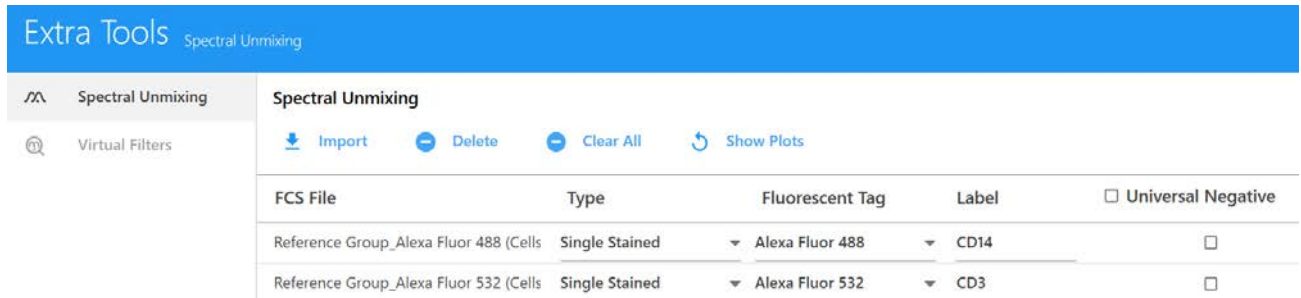 Extra Tools Spectral Unmixing
Spectral Unmixing
Virtual Filters
Spectral Unmixing
Import Delete Clear All Show Plots
FCS File Type Fluorescent Tag Label Universal Negative
Reference Group_Alexa Fluor 488 (Cells Single Stained Alexa Fluor 488 CD14
Reference Group_Alexa Fluor 532 (Cells Single Stained Alexa Fluor 532 CD3